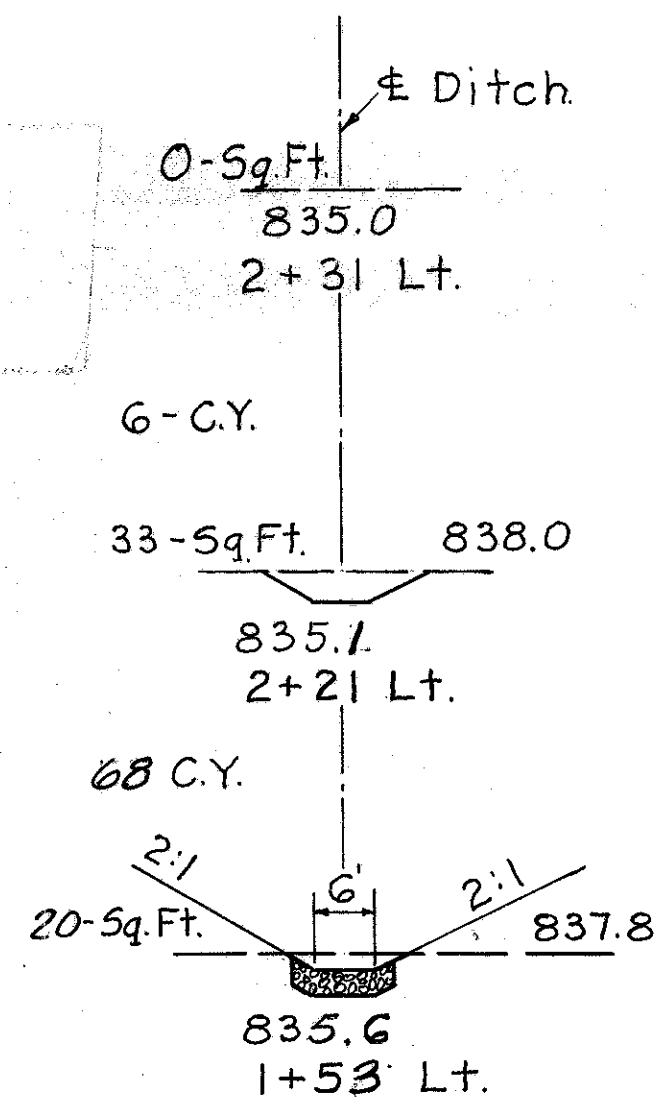 ℄ Ditch.
0-Sq.Ft.
835.0
2+31 Lt.
6-C.Y.
33-Sq.Ft. 838.0
835.1
2+21 Lt.
68 C.Y.
2:1 6' 2:1
20-Sq.Ft. 837.8
835.6
1+53 Lt.